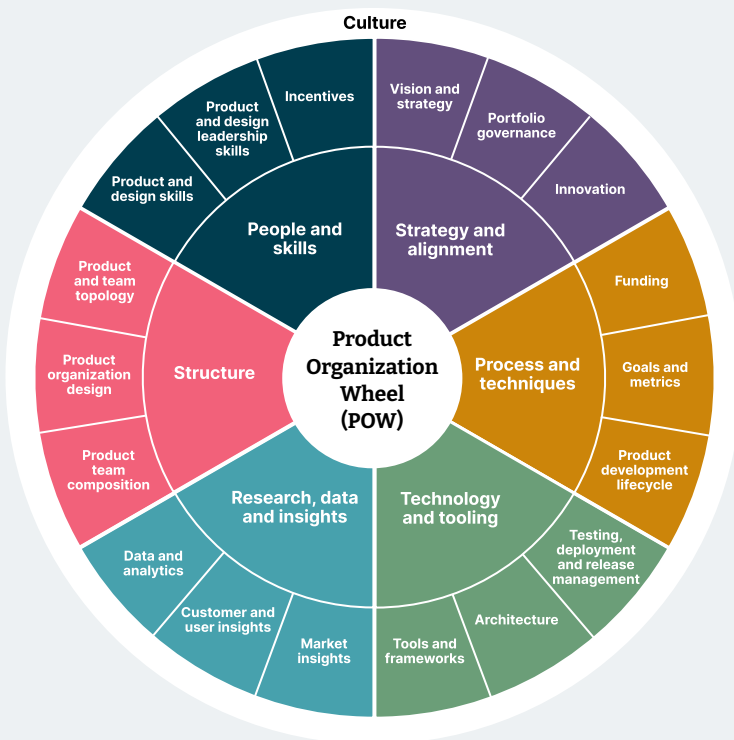 Culture
Product
Organization
Wheel
(POW)
Strategy and
alignment
Vision and
strategy
Portfolio
governance
Innovation
Process and
techniques
Funding
Goals and
metrics
Product
development
lifecycle
Technology
and tooling
Testing,
deployment
and release
management
Architecture
Tools and
frameworks
Research, data
and insights
Market
insights
Customer and
user insights
Data and
analytics
Structure
Product
team
composition
Product
organization
design
Product
and team
topology
People and
skills
Product and
design skills
Product
and design
leadership
skills
Incentives